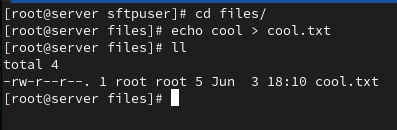 [root@server sftpuser]# cd files/
[root@server files]# echo cool > cool.txt
[root@server files]# ll
total 4
-rw-r--r--. 1 root root 5 Jun  3 18:10 cool.txt
[root@server files]#